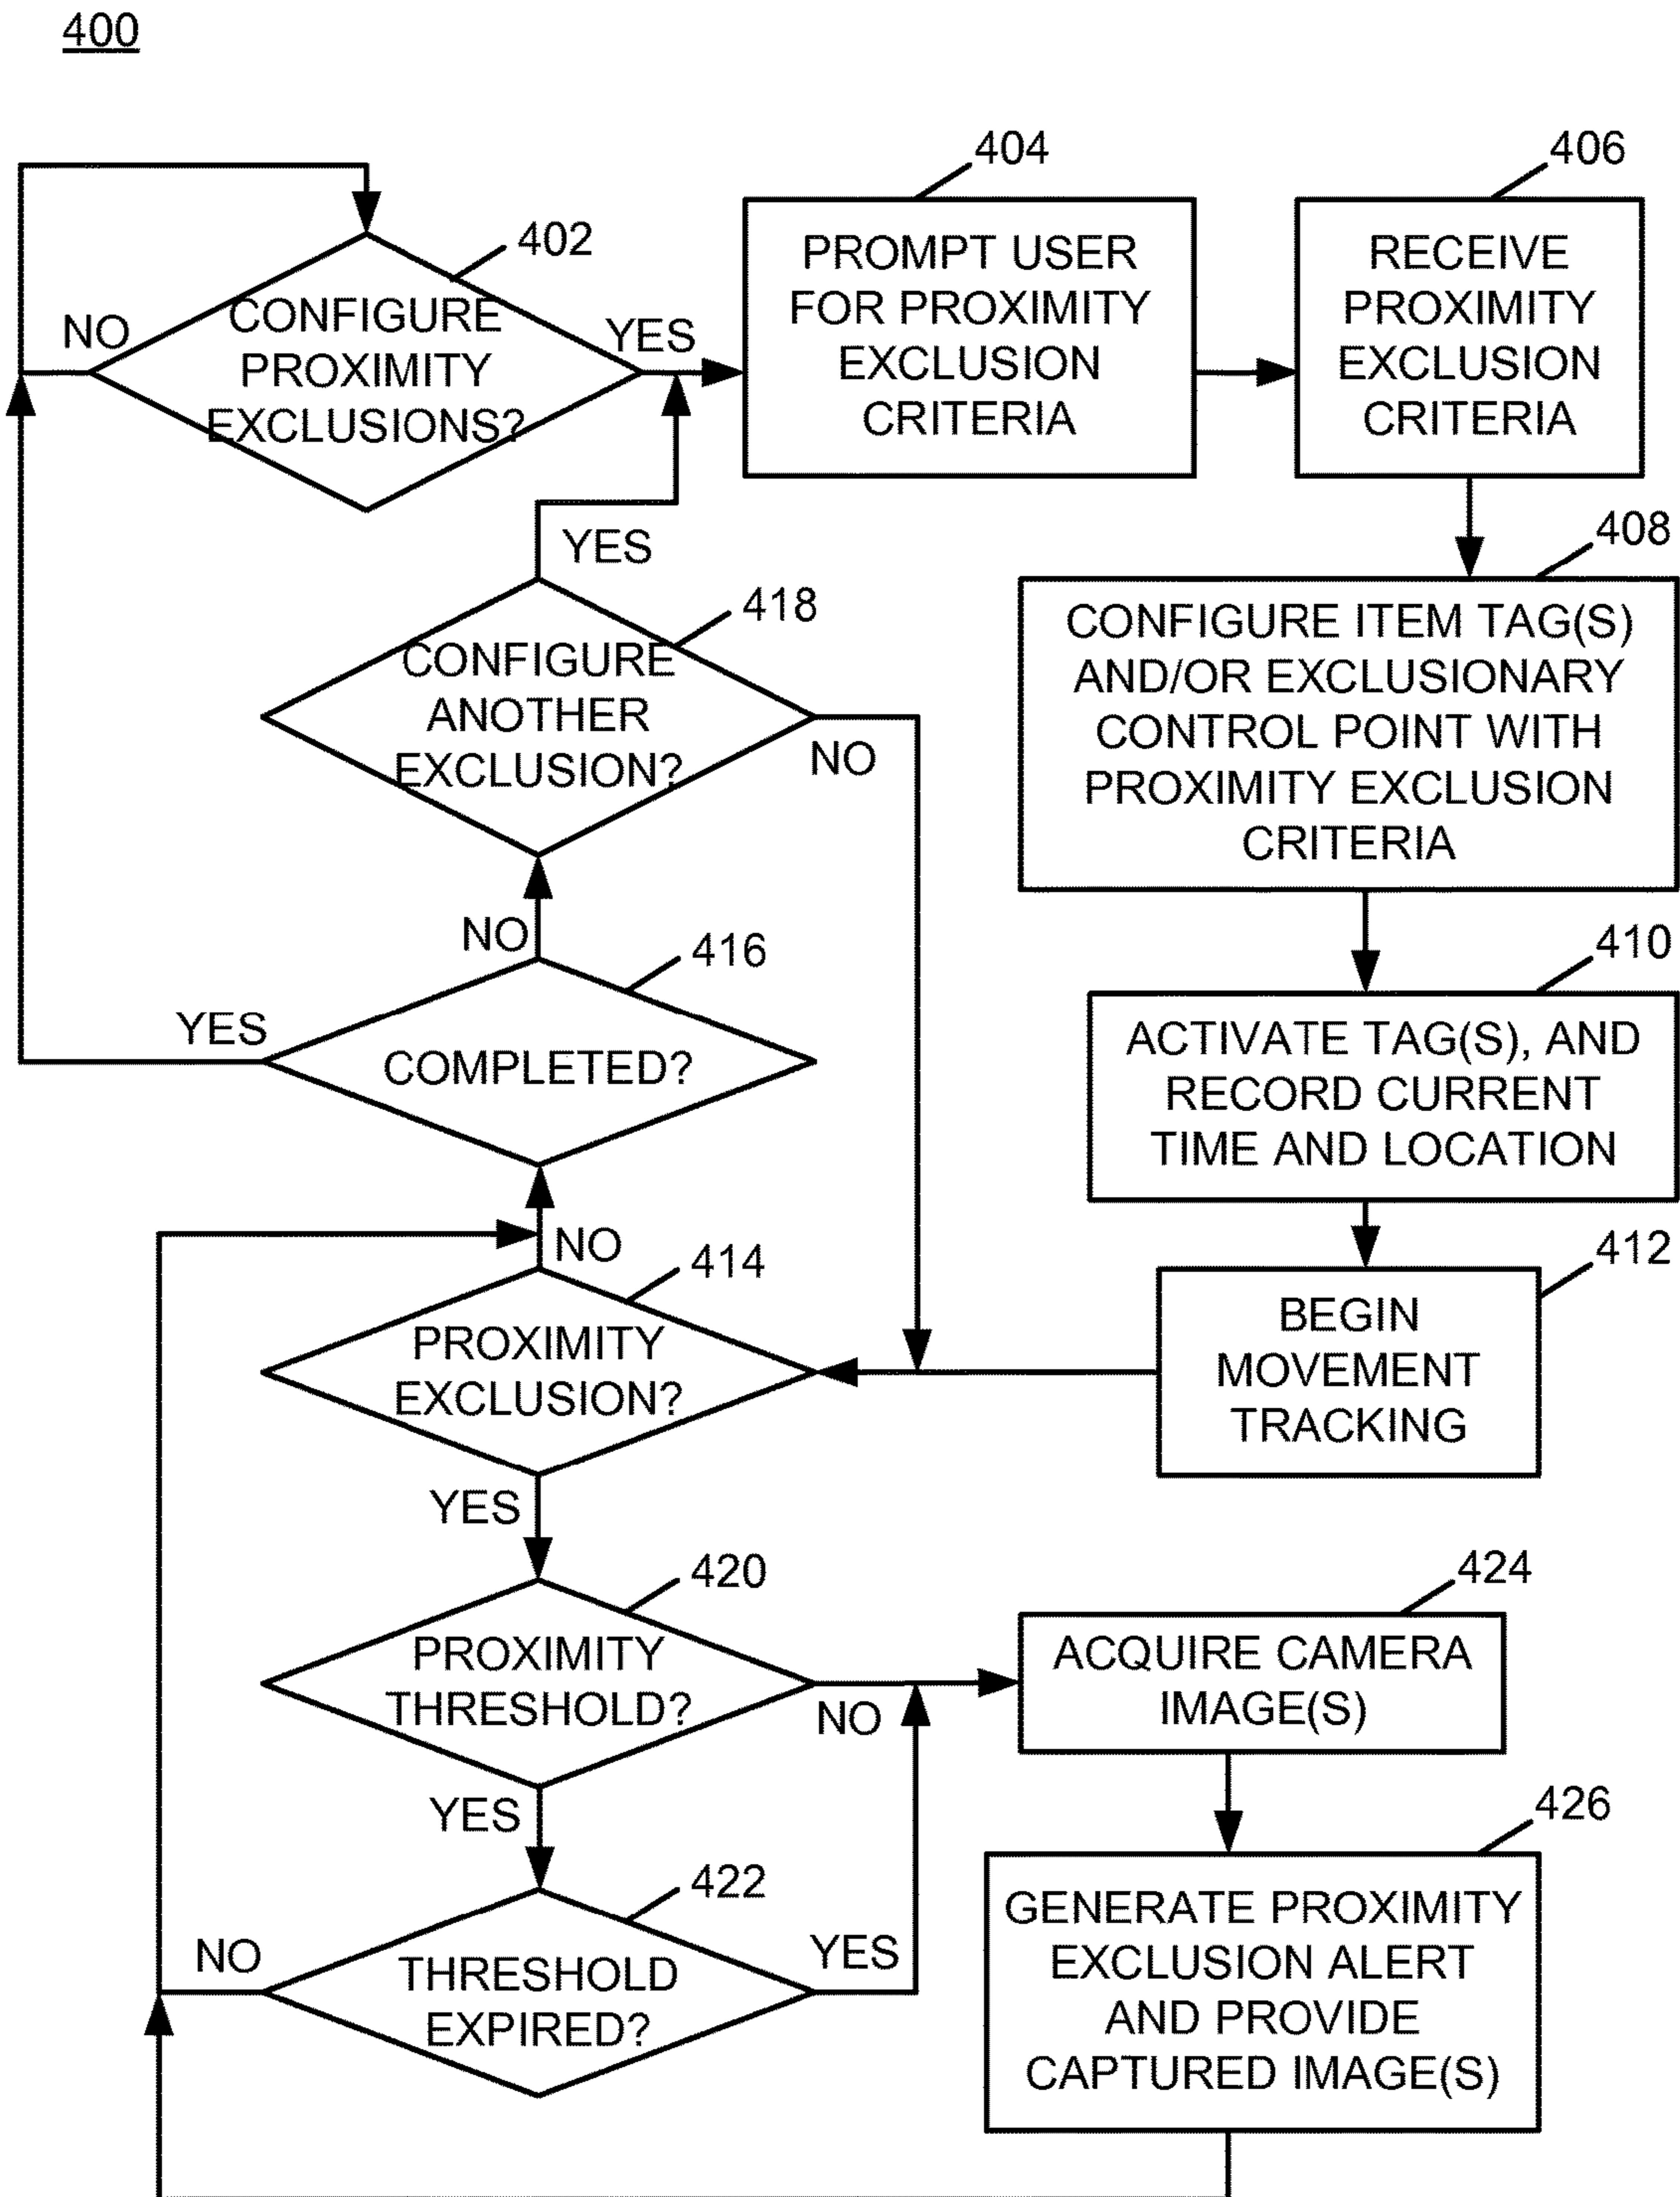 400
402
CONFIGURE
PROXIMITY
EXCLUSIONS?
NO
YES
404
PROMPT USER
FOR PROXIMITY
EXCLUSION
CRITERIA
406
RECEIVE
PROXIMITY
EXCLUSION
CRITERIA
408
CONFIGURE ITEM TAG(S)
AND/OR EXCLUSIONARY
CONTROL POINT WITH
PROXIMITY EXCLUSION
CRITERIA
410
ACTIVATE TAG(S), AND
RECORD CURRENT
TIME AND LOCATION
412
BEGIN
MOVEMENT
TRACKING
YES
418
CONFIGURE
ANOTHER
EXCLUSION?
NO
NO
416
YES
COMPLETED?
NO
414
PROXIMITY
EXCLUSION?
YES
420
PROXIMITY
THRESHOLD?
NO
YES
422
NO
THRESHOLD
EXPIRED?
YES
424
ACQUIRE CAMERA
IMAGE(S)
426
GENERATE PROXIMITY
EXCLUSION ALERT
AND PROVIDE
CAPTURED IMAGE(S)